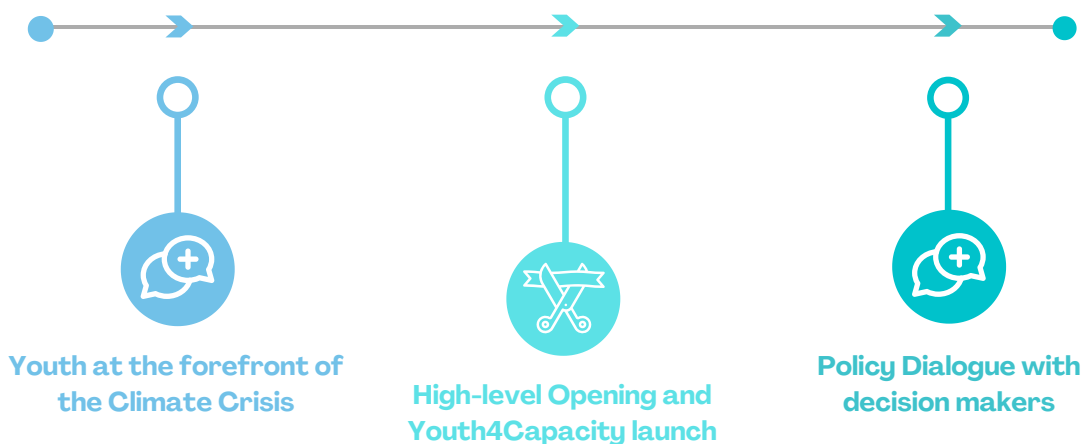 Youth at the forefront of
the Climate Crisis
High-level Opening and
Youth4Capacity launch
Policy Dialogue with
decision makers